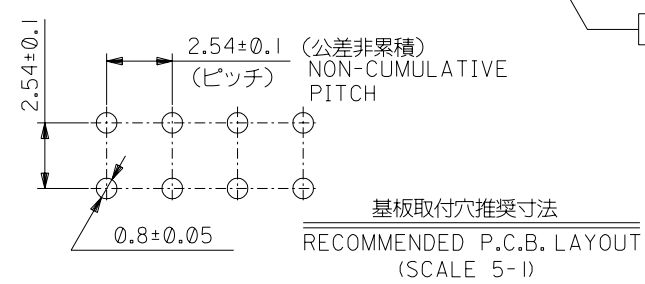 2.54±0.1
2.54±0.1 (公差非累積)
(ピッチ) NON-CUMULATIVE
PITCH
0.8±0.05
基板取付穴推奨寸法
RECOMMENDED P.C.B. LAYOUT
(SCALE 5-1)